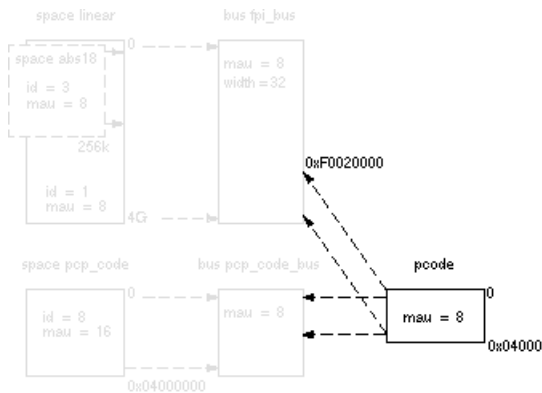 space linear
bus fpi_bus
0
space abs18
id = 3
mau = 8
mau = 8
width = 32
256k
0xF0020000
id = 1
mau = 8
4G
space pcp_code
bus pcp_code_bus
pcode
0
0
id = 8
mau = 16
mau = 8
mau = 8
0x04000
0x04000000